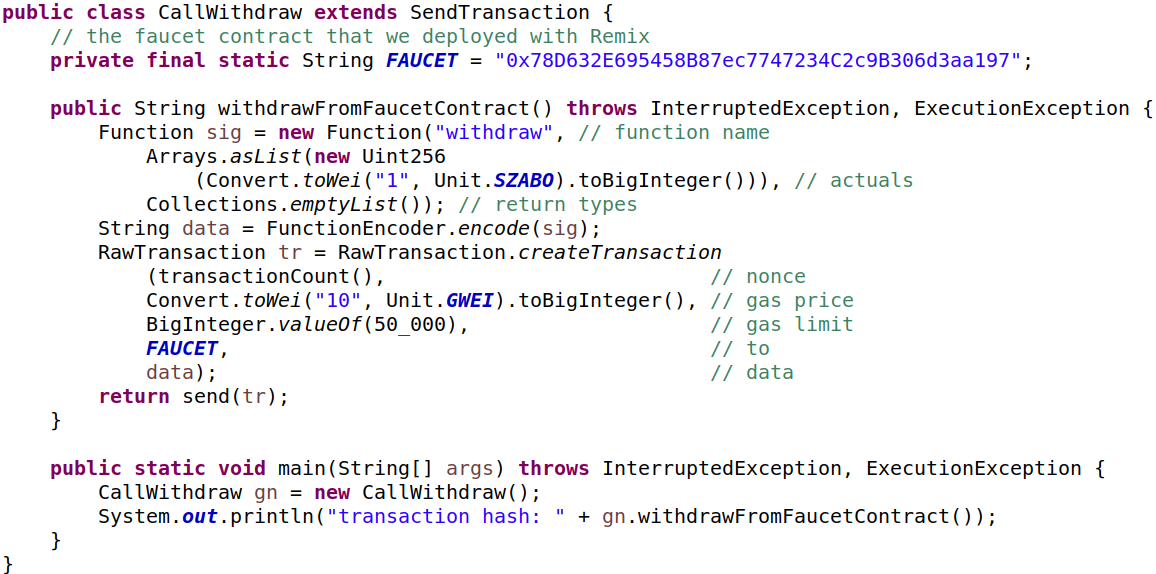 public class CallWithdraw extends SendTransaction {
    // the faucet contract that we deployed with Remix
    private final static String FAUCET = "0x78D632E695458B87ec7747234C2c9B306d3aa197";

    public String withdrawFromFaucetContract() throws InterruptedException, ExecutionException {
        Function sig = new Function("withdraw", // function name
            Arrays.asList(new Uint256
                (Convert.toWei("1", Unit.SZABO).toBigInteger())), // actuals
            Collections.emptyList()); // return types
        String data = FunctionEncoder.encode(sig);
        RawTransaction tr = RawTransaction.createTransaction
            (transactionCount(),                           // nonce
            Convert.toWei("10", Unit.GWEI).toBigInteger(), // gas price
            BigInteger.valueOf(50_000),                    // gas limit
            FAUCET,                                        // to
            data);                                         // data
        return send(tr);
    }

    public static void main(String[] args) throws InterruptedException, ExecutionException {
        CallWithdraw gn = new CallWithdraw();
        System.out.println("transaction hash: " + gn.withdrawFromFaucetContract());
    }
}